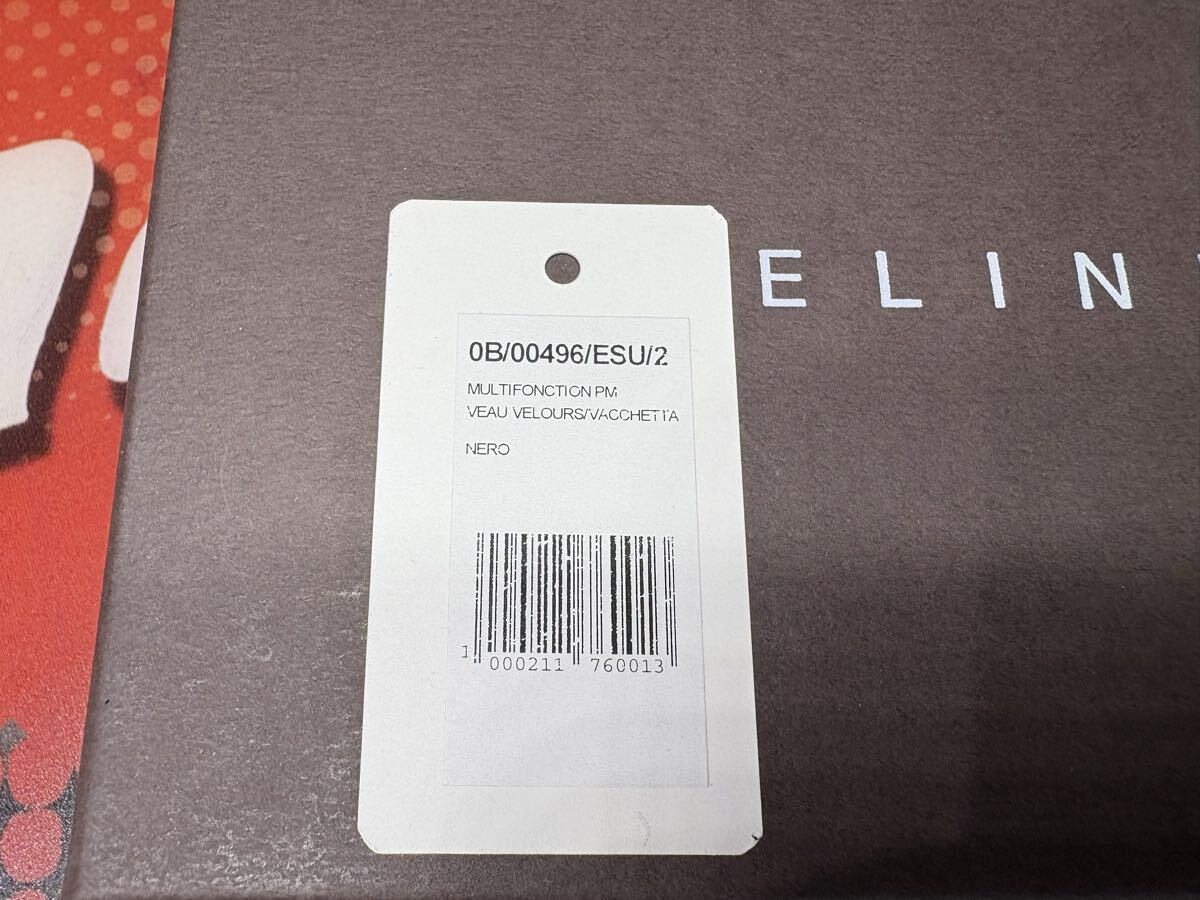 ELIN
0B/00496/ESU/2
MULTIFONCTION PM
VEAU VELOURS/VACCHETTA
NERO
1 000211 760013